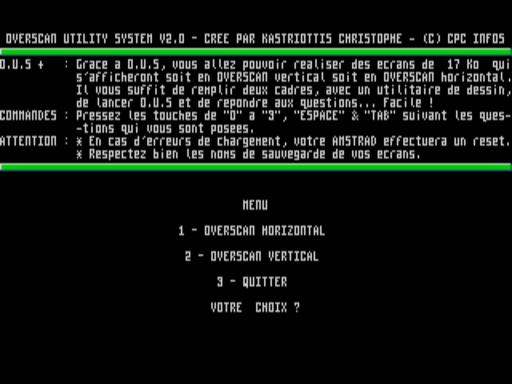 OVERSCAN UTILITY SYSTEM V2.0 - CREE PAR KASTRIOTTIS CHRISTOPHE - (C) CPC INFOS
O.U.S + : Grace a O.U.S, vous allez pouvoir realiser des ecrans de 17 Ko qui
s'afficheront soit en OVERSCAN vertical soit en OVERSCAN horizontal.
Il vous suffit de remplir deux cadres, avec un utilitaire de dessin,
de lancer O.U.S et de repondre aux questions... Facile !
COMMANDES : Pressez les touches de "0" a "3", "ESPACE" & "TAB" suivant les ques-
-tions qui vous sont posees.
ATTENTION : * En cas d'erreurs de chargement, votre AMSTRAD effectuera un reset.
* Respectez bien les noms de sauvegarde de vos ecrans.
MENU
1 - OVERSCAN HORIZONTAL
2 - OVERSCAN VERTICAL
3 - QUITTER
VOTRE CHOIX ?